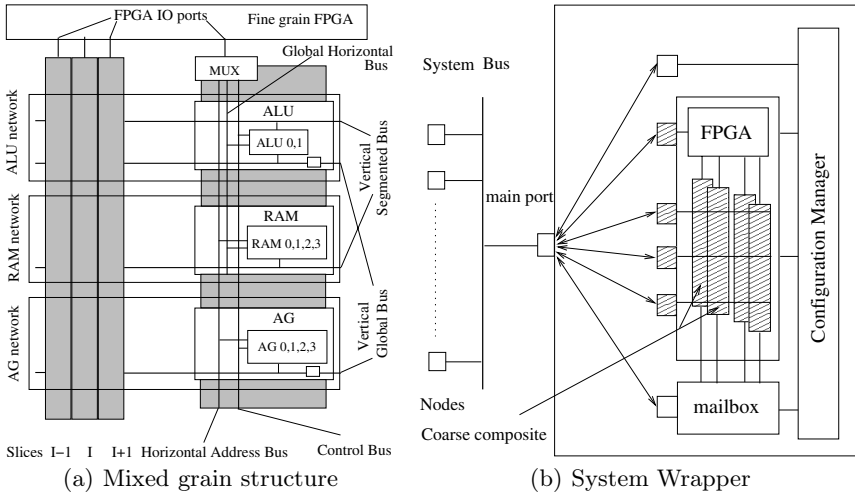 FPGA IO ports
Fine grain FPGA
Global Horizontal
Bus
MUX
ALU network
ALU
ALU 0,1
Vertical
Segmented Bus
RAM network
RAM
RAM 0,1,2,3
AG network
AG
AG 0,1,2,3
Vertical
Global Bus
Slices I−1 I I+1 Horizontal Address Bus
Control Bus
(a) Mixed grain structure
System Bus
main port
FPGA
Configuration Manager
Nodes
mailbox
Coarse composite
(b) System Wrapper